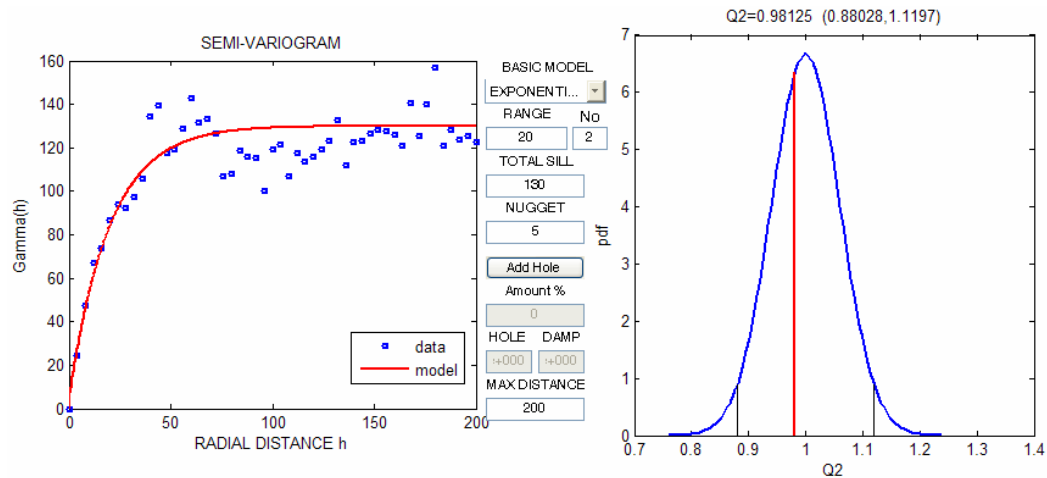 SEMI-VARIOGRAM
160
140
120
100
80
60
40
20
0
Gamma(h)
0 50 100 150 200
RADIAL DISTANCE h
data
model
BASIC MODEL
EXPONENTI...
RANGE No
20 2
TOTAL SILL
130
NUGGET
5
Add Hole
Amount %
0
HOLE DAMP
+000 +000
MAX DISTANCE
200
Q2=0.98125 (0.88028,1.1197)
7
6
5
4
3
2
1
0
pdf
0.7 0.8 0.9 1 1.1 1.2 1.3 1.4
Q2